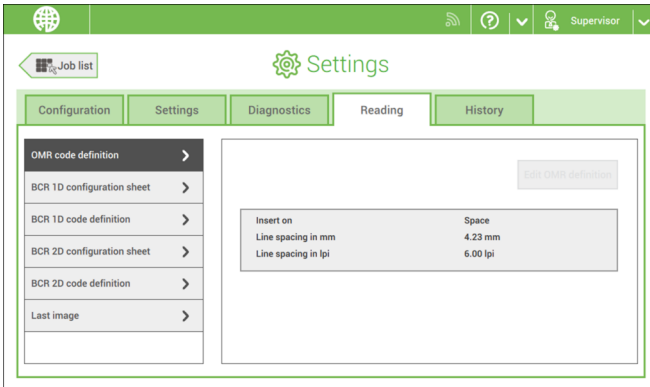 ?
Supervisor
Job list
Settings
Configuration
Settings
Diagnostics
Reading
History
OMR code definition
BCR 1D configuration sheet
BCR 1D code definition
BCR 2D configuration sheet
BCR 2D code definition
Last image
Edit OMR definition
Insert on Space
Line spacing in mm 4.23 mm
Line spacing in lpi 6.00 lpi